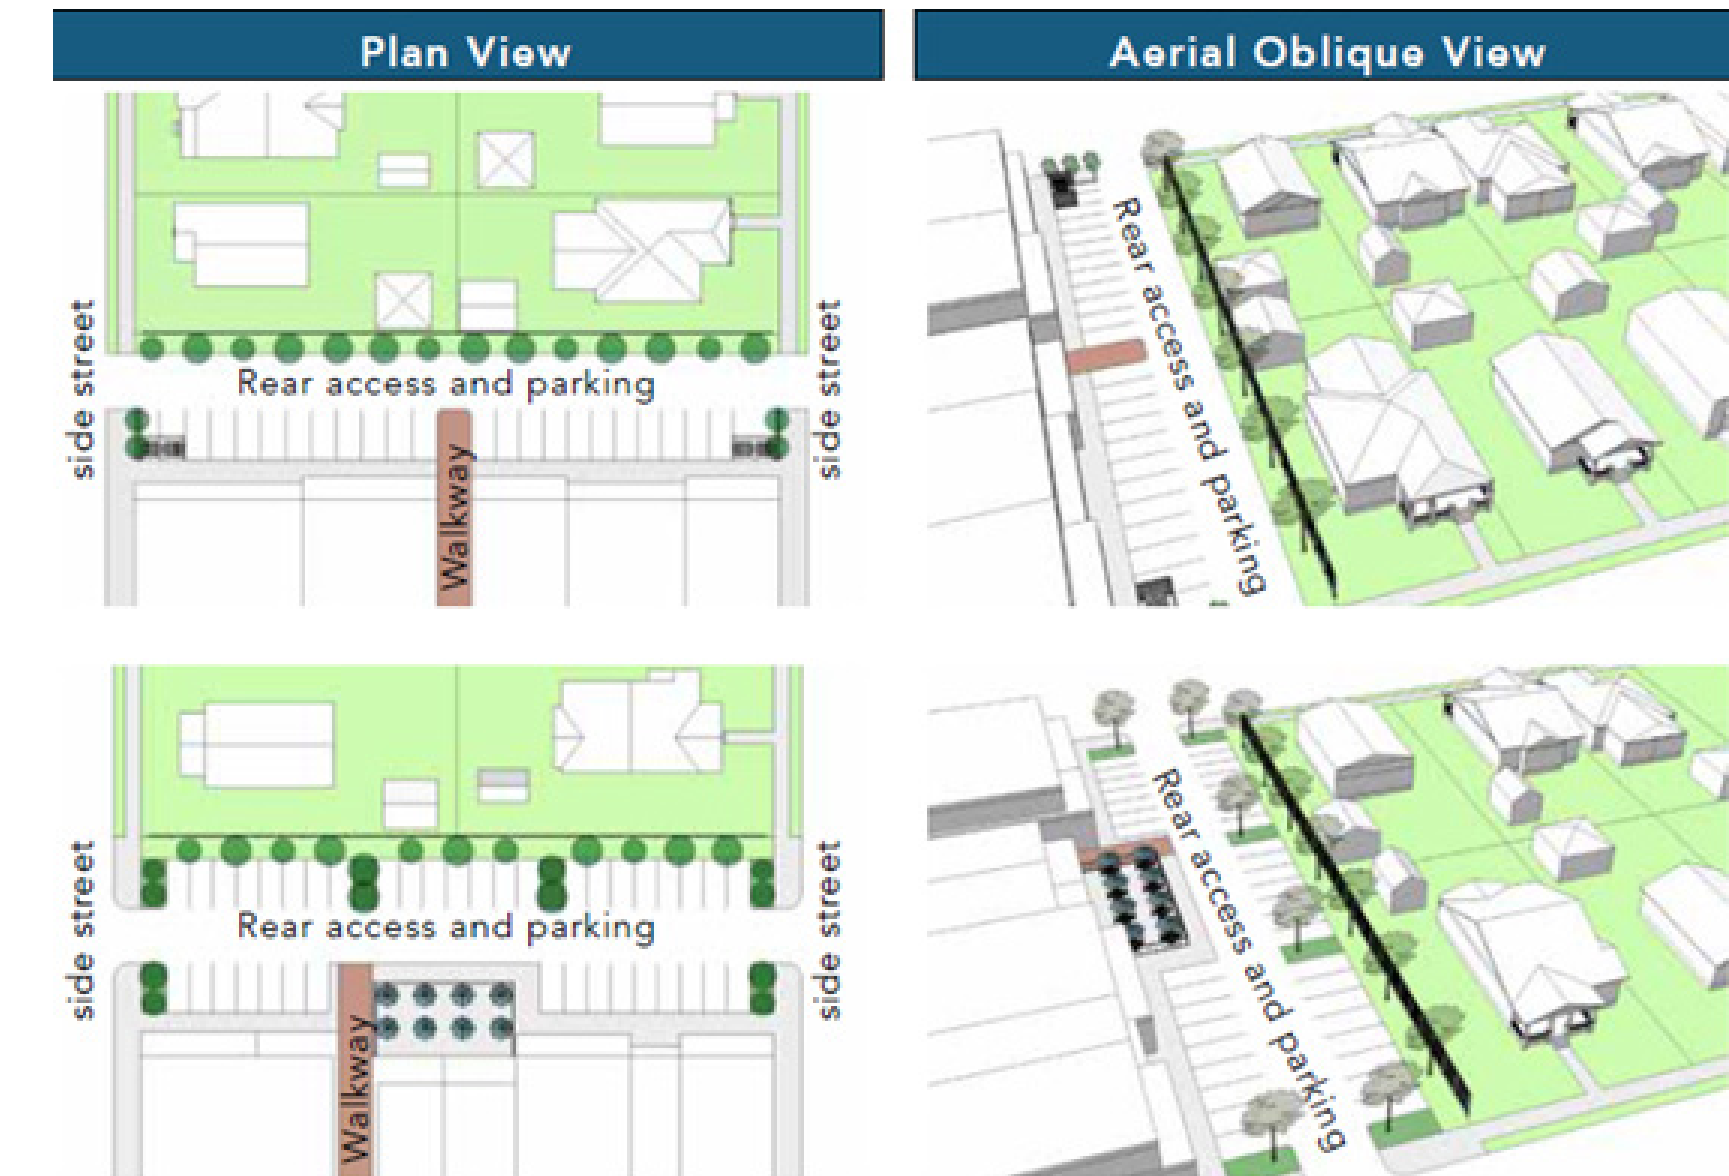 Plan View
Aerial Oblique View
side street
Rear access and parking
side street
Walkway
Rear access and parking
side street
Rear access and parking
side street
Walkway
Rear access and parking